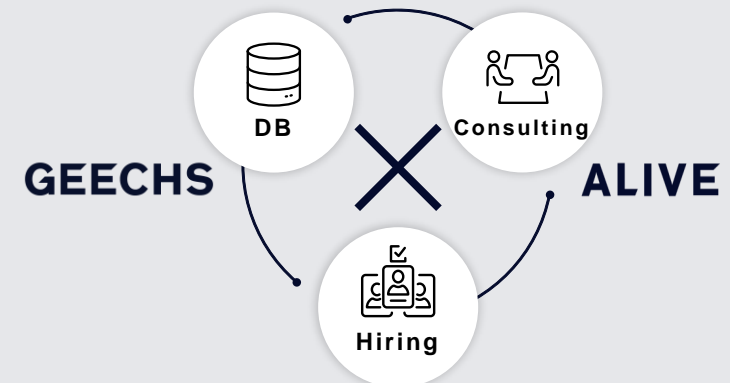 DB
Consulting
GEECHS
ALIVE
Hiring